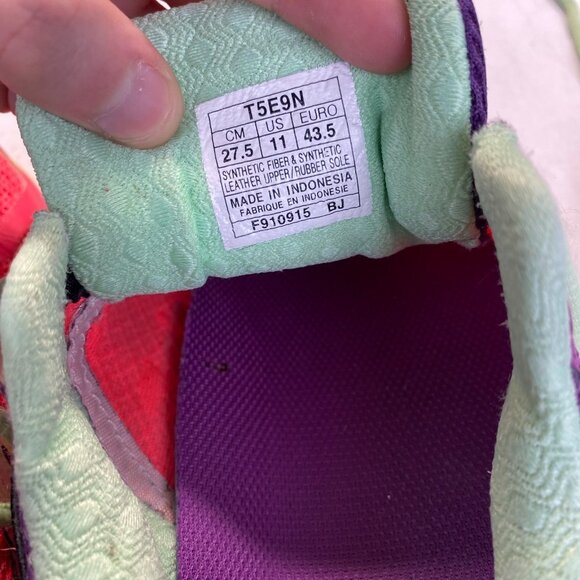 T5E9N
CM US EURO
27.5 11 43.5
SYNTHETIC FIBER & SYNTHETIC
LEATHER UPPER/RUBBER SOLE
MADE IN INDONESIA
FABRIQUE EN INDONESIE
F910915 BJ